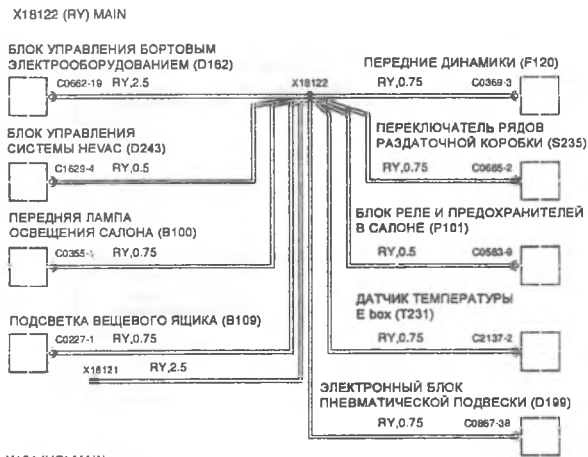 X18122 (RY) MAIN
БЛОК УПРАВЛЕНИЯ БОРТОВЫМ
ЭЛЕКТРООБОРУДОВАНИЕМ (D162)
C0662-19 RY, 2.5
X18122
ПЕРЕДНИЕ ДИНАМИКИ (F120)
RY,0.75 C0369-3
БЛОК УПРАВЛЕНИЯ
СИСТЕМЫ HEVAC (D243)
C1629-4 RY,0.5
ПЕРЕКЛЮЧАТЕЛЬ РЯДОВ
РАЗДАТОЧНОЙ КОРОБКИ (S235)
RY,0.75 C0685-2
ПЕРЕДНЯЯ ЛАМПА
ОСВЕЩЕНИЯ САЛОНА (B100)
C0355-1 RY,0.75
БЛОК РЕЛЕ И ПРЕДОХРАНИТЕЛЕЙ
В САЛОНЕ (P101)
RY,0.5 C0583-9
ПОДСВЕТКА ВЕЩЕВОГО ЯЩИКА (B109)
C0227-1 RY,0.75
X18121 RY,2.5
ДАТЧИК ТЕМПЕРАТУРЫ
E box (T231)
RY,0.75 C2137-2
ЭЛЕКТРОННЫЙ БЛОК
ПНЕВМАТИЧЕСКОЙ ПОДВЕСКИ (D199)
RY,0.75 C0867-38